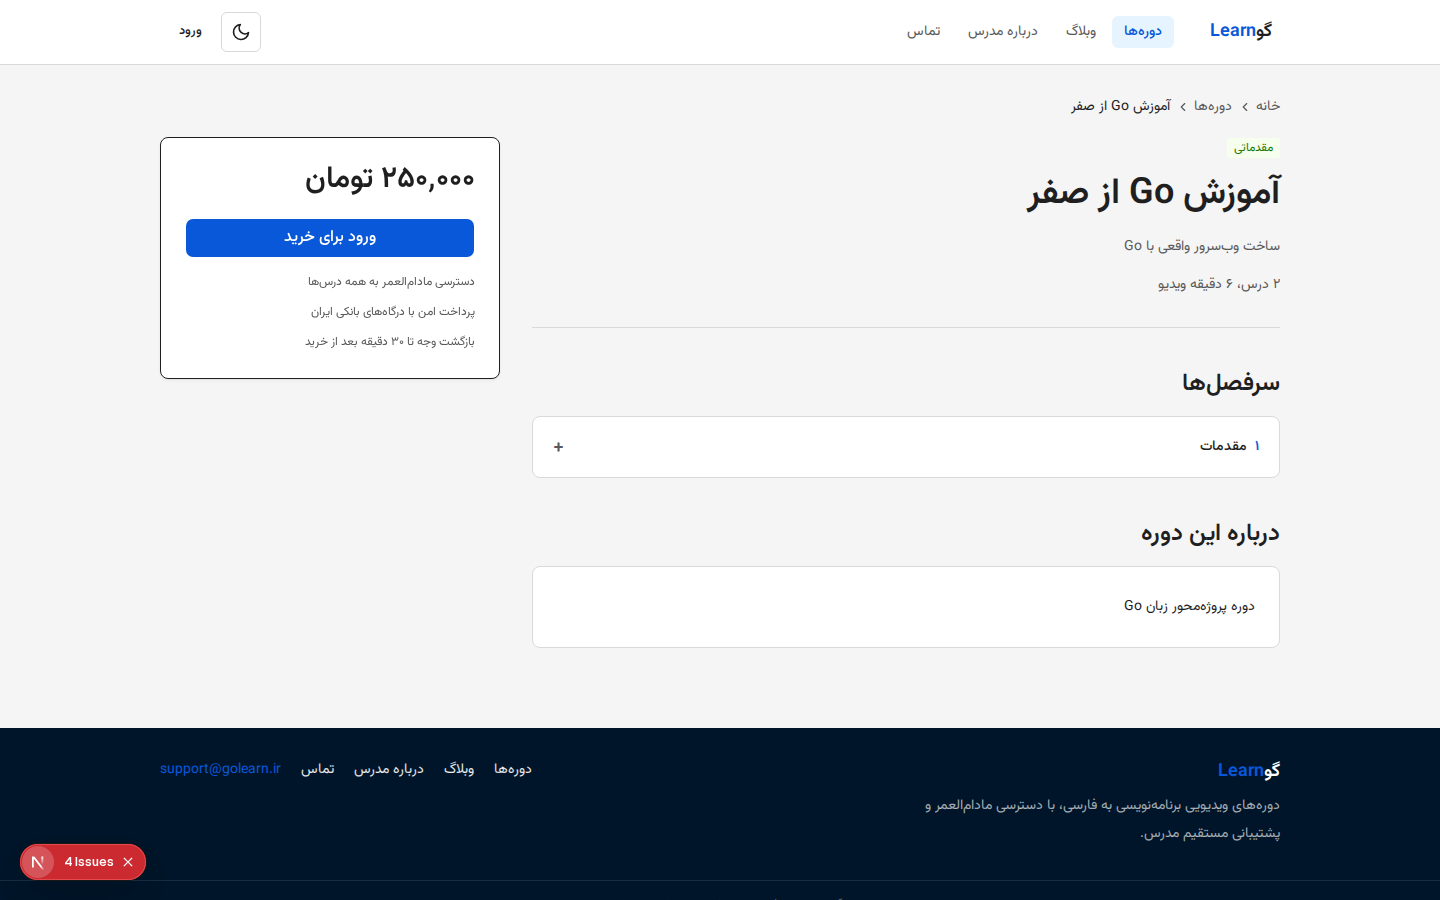 گوLearn
دوره‌ها
وبلاگ
درباره مدرس
تماس
ورود
خانه > دوره‌ها > آموزش Go از صفر
مقدماتی
آموزش Go از صفر
ساخت وب‌سرور واقعی با Go
۲ درس، ۶ دقیقه ویدیو
۲۵۰,۰۰۰ تومان
ورود برای خرید
دسترسی مادام‌العمر به همه درس‌ها
پرداخت امن با درگاه‌های بانکی ایران
بازگشت وجه تا ۳۰ دقیقه بعد از خرید
سرفصل‌ها
۱ مقدمات +
درباره این دوره
دوره پروژه‌محور زبان Go
گوLearn
دوره‌های ویدیویی برنامه‌نویسی به فارسی، با دسترسی مادام‌العمر و
پشتیبانی مستقیم مدرس.
دوره‌ها
وبلاگ
درباره مدرس
تماس
support@golearn.ir
N 4 Issues ×